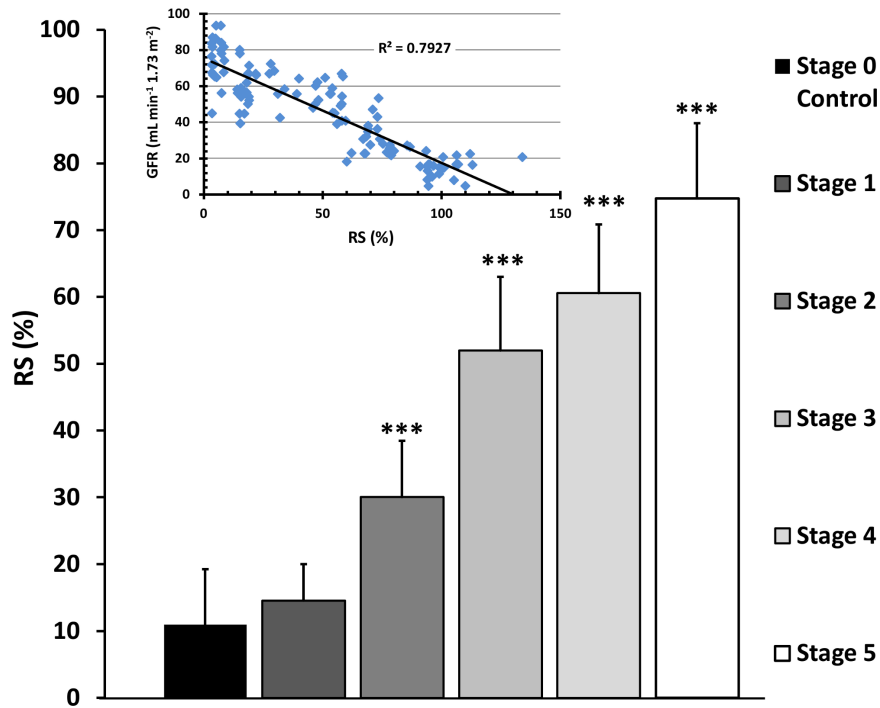 100
90
80
70
60
50
40
30
20
10
0
RS (%)
100
80
60
40
20
0
GFR (mL min⁻¹ 1.73 m⁻²)
R² = 0.7927
0 50 100 150
RS (%)
***
***
***
***
Stage 0
Control
Stage 1
Stage 2
Stage 3
Stage 4
Stage 5